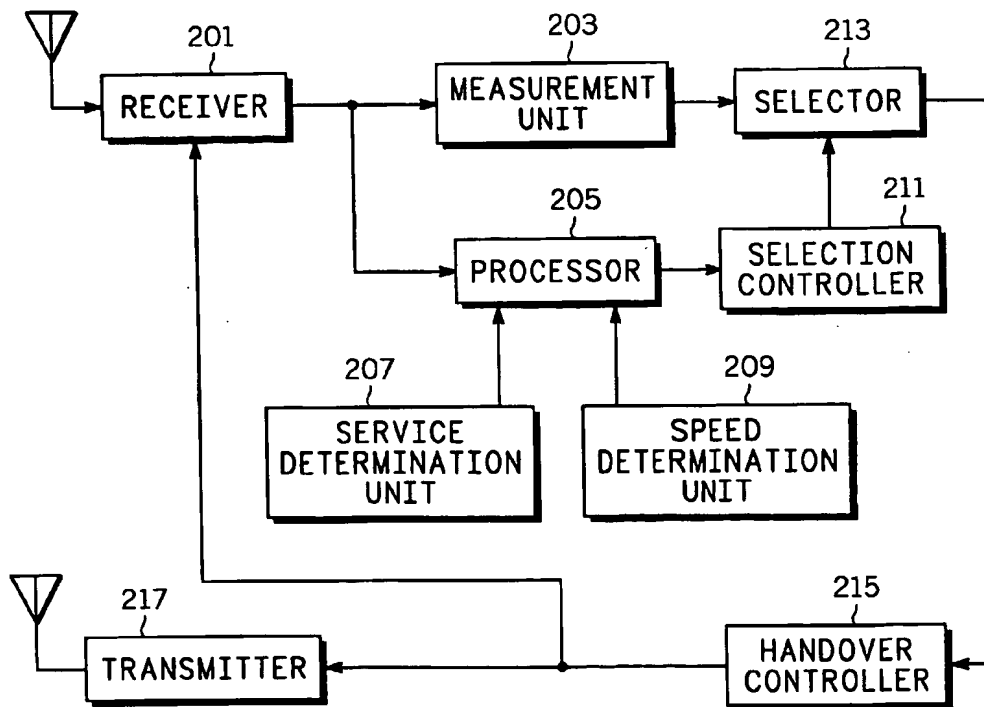 201
RECEIVER
203
MEASUREMENT
UNIT
213
SELECTOR
205
PROCESSOR
211
SELECTION
CONTROLLER
207
SERVICE
DETERMINATION
UNIT
209
SPEED
DETERMINATION
UNIT
217
TRANSMITTER
215
HANDOVER
CONTROLLER